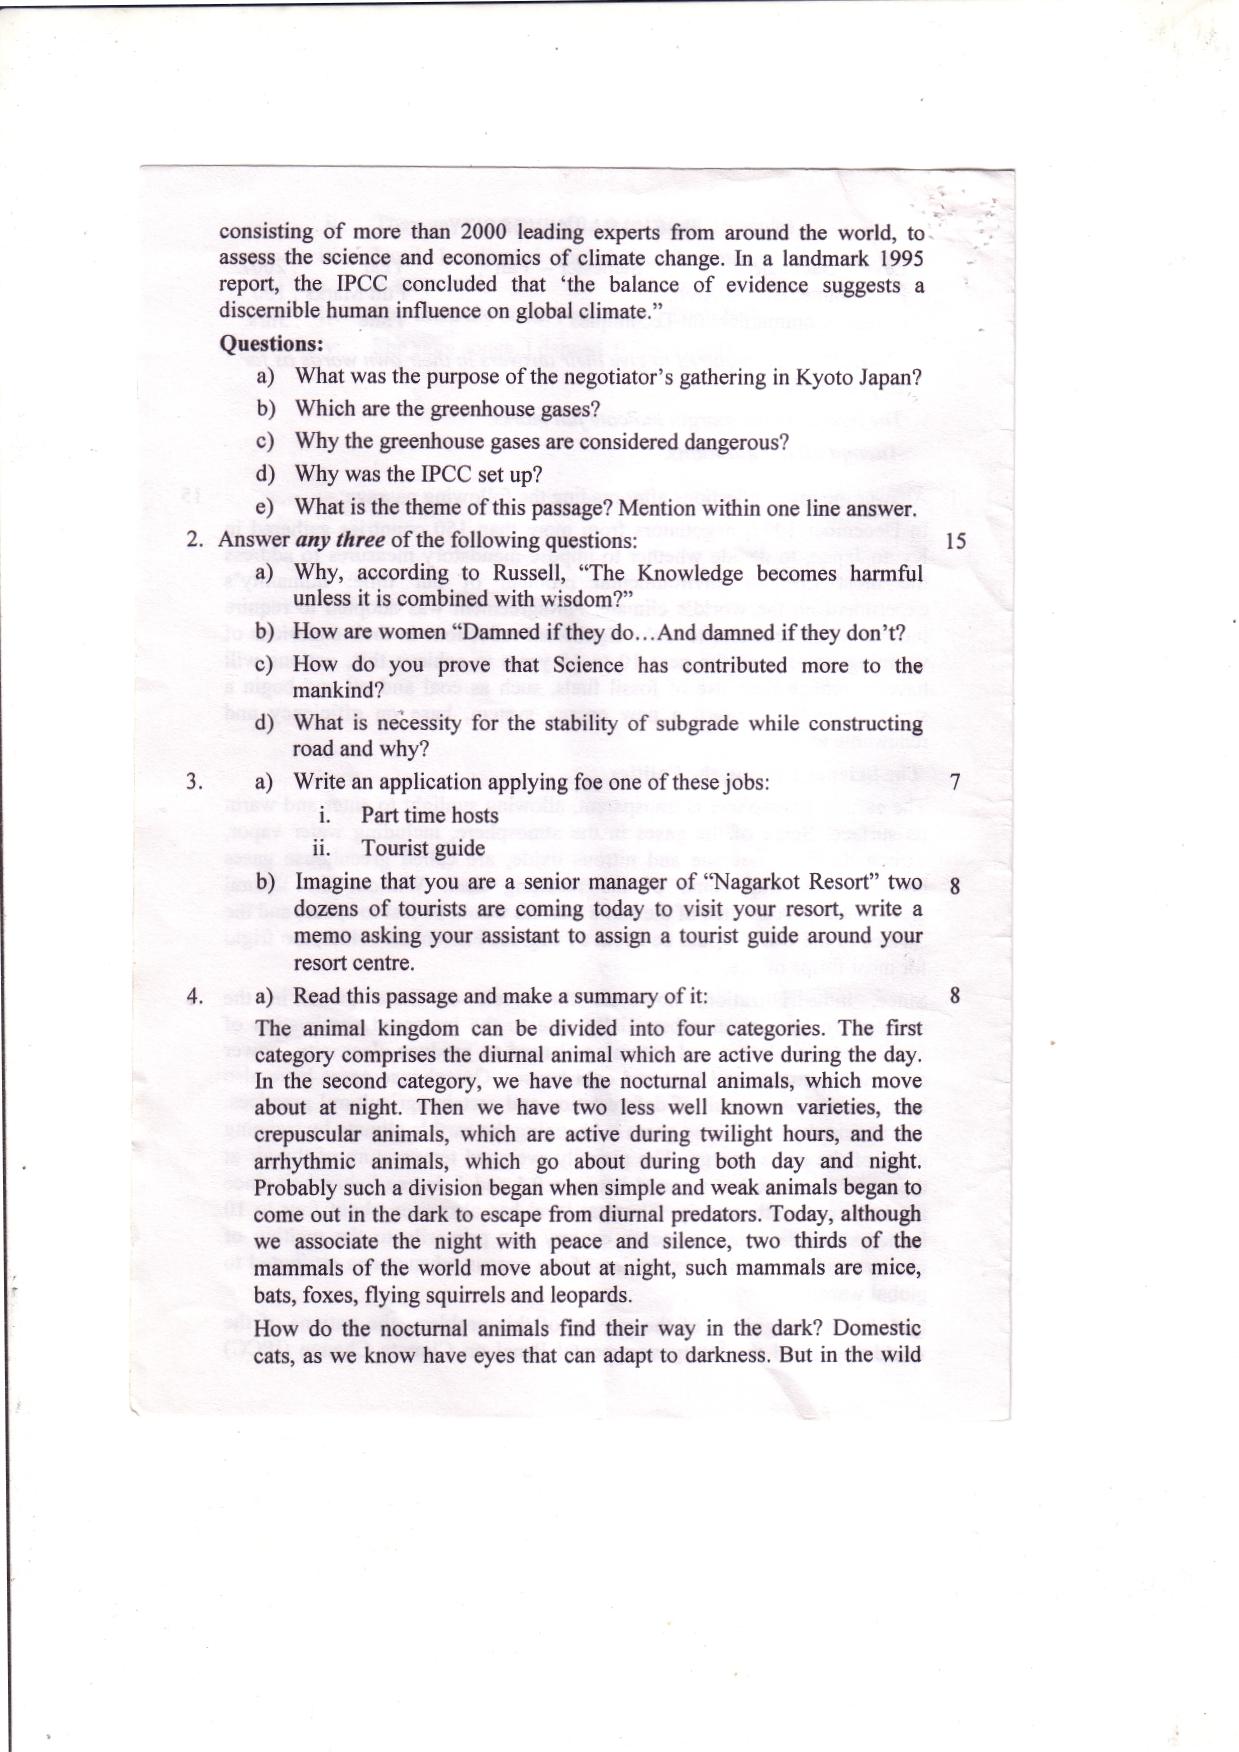 consisting of more than 2000 leading experts from around the world, to
assess the science and economics of climate change. In a landmark 1995
report, the IPCC concluded that ‘the balance of evidence suggests a
discernible human influence on global climate.”
Questions:
a) What was the purpose of the negotiator’s gathering in Kyoto Japan?
b) Which are the greenhouse gases?
c) Why the greenhouse gases are considered dangerous?
d) Why was the IPCC set up?
e) What is the theme of this passage? Mention within one line answer.
2. Answer any three of the following questions: 15
a) Why, according to Russell, “The Knowledge becomes harmful
unless it is combined with wisdom?”
b) How are women “Damned if they do…And damned if they don’t?
c) How do you prove that Science has contributed more to the
mankind?
d) What is necessity for the stability of subgrade while constructing
road and why?
3. a) Write an application applying foe one of these jobs: 7
i. Part time hosts
ii. Tourist guide
b) Imagine that you are a senior manager of “Nagarkot Resort” two 8
dozens of tourists are coming today to visit your resort, write a
memo asking your assistant to assign a tourist guide around your
resort centre.
4. a) Read this passage and make a summary of it: 8
The animal kingdom can be divided into four categories. The first
category comprises the diurnal animal which are active during the day.
In the second category, we have the nocturnal animals, which move
about at night. Then we have two less well known varieties, the
crepuscular animals, which are active during twilight hours, and the
arrhythmic animals, which go about during both day and night.
Probably such a division began when simple and weak animals began to
come out in the dark to escape from diurnal predators. Today, although
we associate the night with peace and silence, two thirds of the
mammals of the world move about at night, such mammals are mice,
bats, foxes, flying squirrels and leopards.
How do the nocturnal animals find their way in the dark? Domestic
cats, as we know have eyes that can adapt to darkness. But in the wild